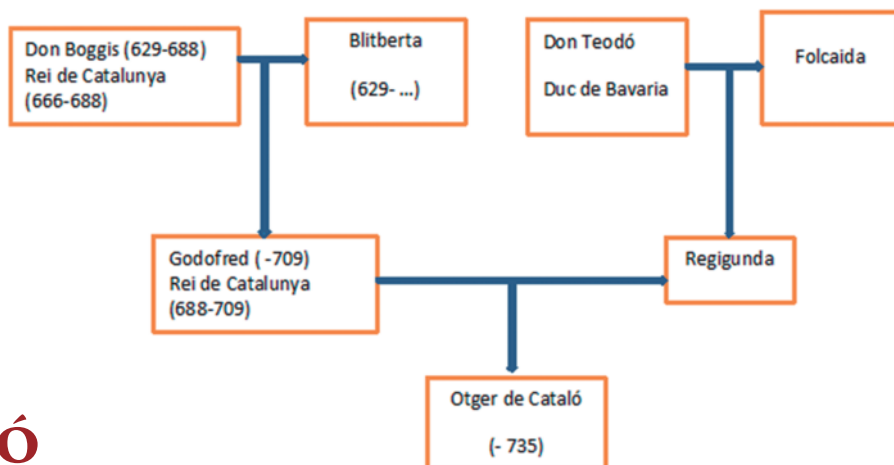 Don Boggis (629-688)
Rei de Catalunya
(666-688)
Blitberta
(629- ...)
Don Teodó
Duc de Bavaria
Folcaida
Godofred ( -709)
Rei de Catalunya
(688-709)
Regigunda
Otger de Cataló
(- 735)
Ó